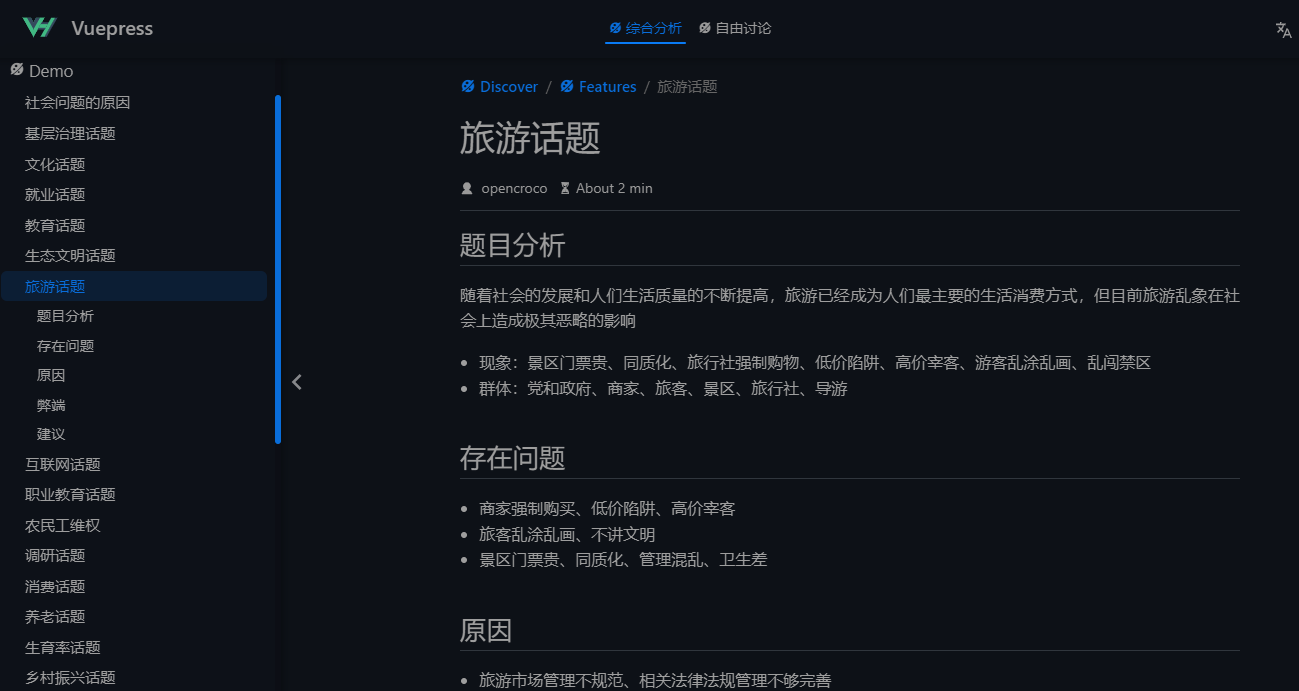 Vuepress
综合分析
自由讨论
Demo
社会问题的原因
基层治理话题
文化话题
就业话题
教育话题
生态文明话题
旅游话题
题目分析
存在问题
原因
弊端
建议
互联网话题
职业教育话题
农民工维权
调研话题
消费话题
养老话题
生育率话题
乡村振兴话题
Discover / Features / 旅游话题
旅游话题
opencroco About 2 min
题目分析
随着社会的发展和人们生活质量的不断提高，旅游已经成为人们最主要的生活消费方式，但目前旅游乱象在社
会上造成极其恶略的影响
现象：景区门票贵、同质化、旅行社强制购物、低价陷阱、高价宰客、游客乱涂乱画、乱闯禁区
群体：党和政府、商家、旅客、景区、旅行社、导游
存在问题
商家强制购买、低价陷阱、高价宰客
旅客乱涂乱画、不讲文明
景区门票贵、同质化、管理混乱、卫生差
原因
旅游市场管理不规范、相关法律法规管理不够完善